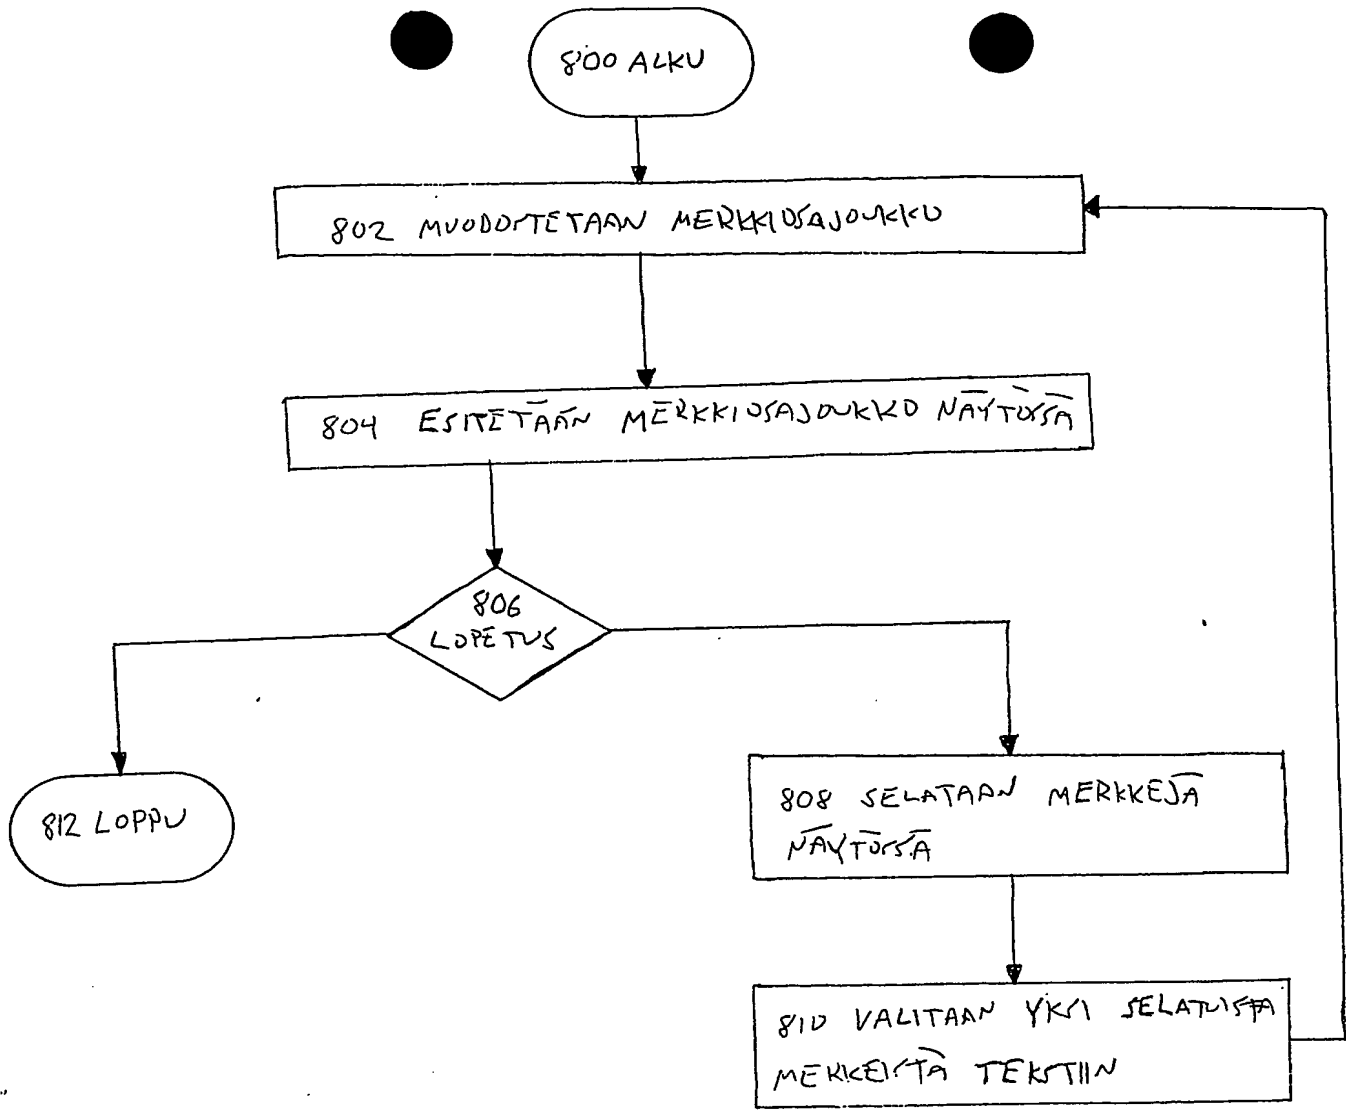 800 ALKU
802 MUODOSTETAAN MERKKIOSAJOUKKO
804 ESITETÄÄN MERKKIOSAJOUKKO NÄYTÖSSÄ
806
LOPETUS
808 SELATAAN MERKKEJÄ
NÄYTÖSSÄ
812 LOPPU
810 VALITAAN YKSI SELATUISTA
MERKEISTÄ TEKSTIIN